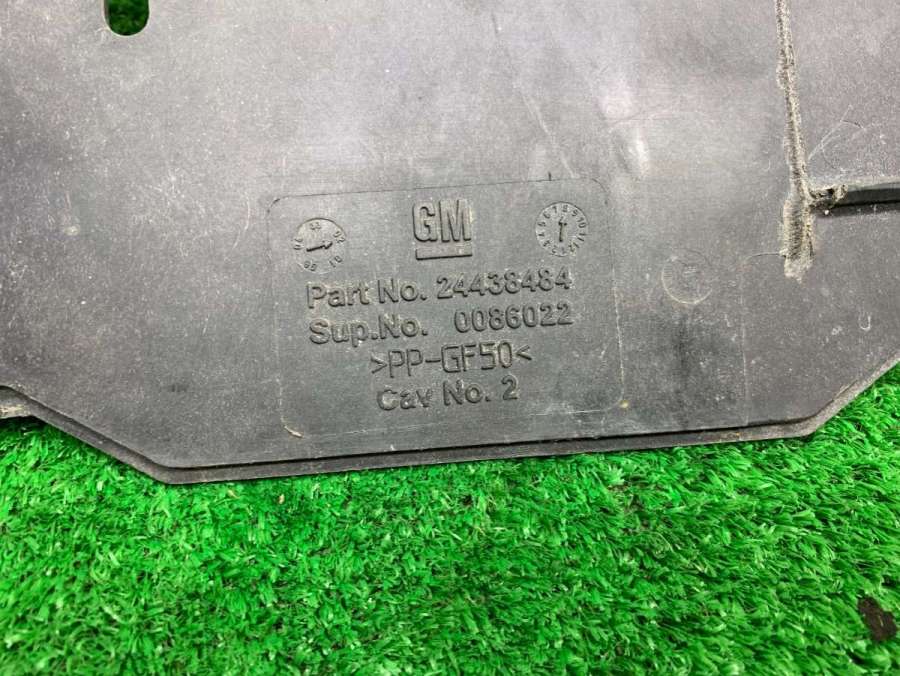 GM
Part No. 24438484
Sup.No. 0086022
>PP-GF50<
Cav No. 2